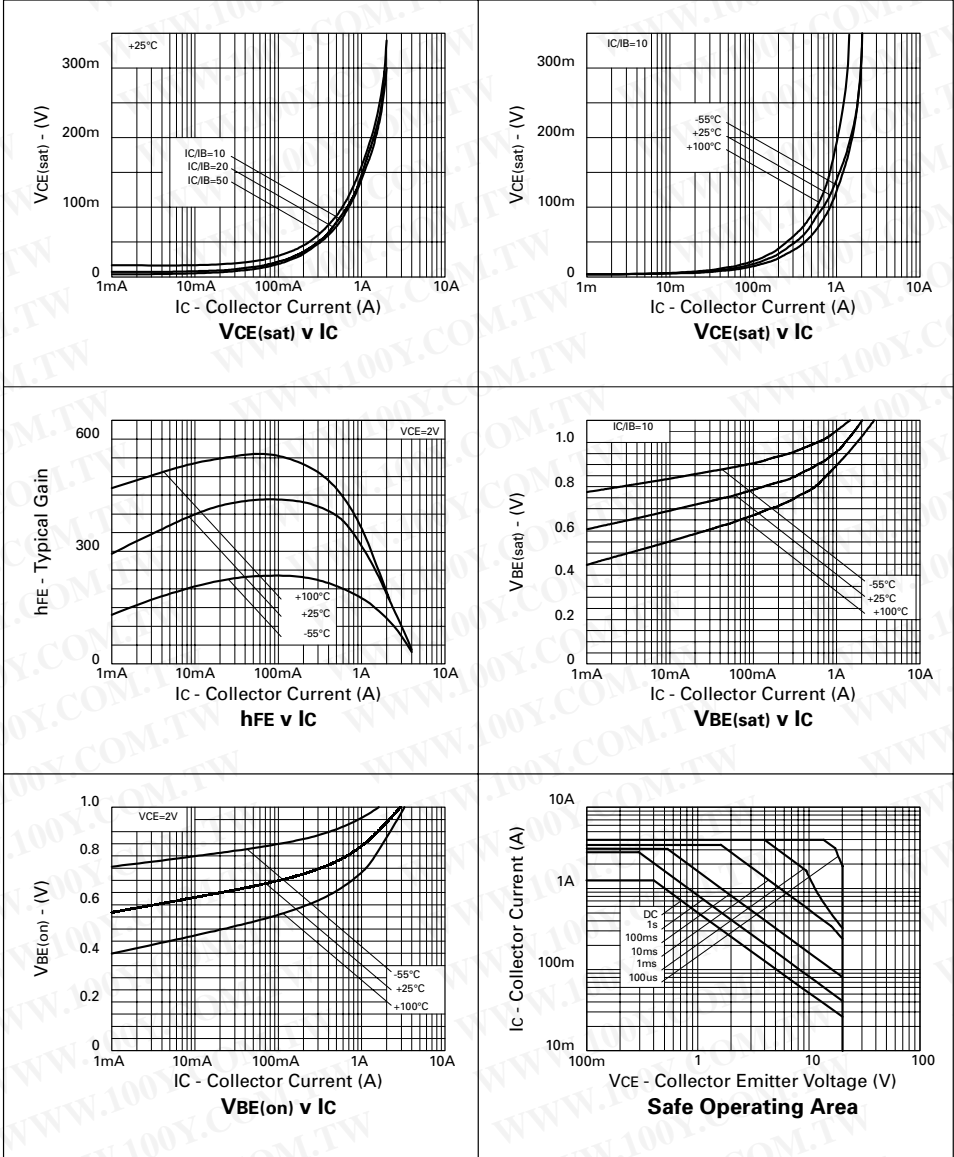 +25°C
300m
200m
100m
0
VCE(sat) - (V)
IC/IB=10
IC/IB=20
IC/IB=50
1mA 10mA 100mA 1A 10A
IC - Collector Current (A)
VCE(sat) v IC
IC/IB=10
300m
200m
100m
0
VCE(sat) - (V)
-55°C
+25°C
+100°C
1m 10m 100m 1A 10A
IC - Collector Current (A)
VCE(sat) v IC
600
300
0
hFE - Typical Gain
VCE=2V
+100°C
+25°C
-55°C
1mA 10mA 100mA 1A 10A
IC - Collector Current (A)
hFE v IC
IC/IB=10
1.0
0.8
0.6
0.4
0.2
0
VBE(sat) - (V)
-55°C
+25°C
+100°C
1mA 10mA 100mA 1A 10A
IC - Collector Current (A)
VBE(sat) v IC
VCE=2V
1.0
0.8
0.6
0.4
0.2
0
VBE(on) - (V)
-55°C
+25°C
+100°C
1mA 10mA 100mA 1A 10A
IC - Collector Current (A)
VBE(on) v IC
10A
1A
100mA
10m
IC - Collector Current (A)
DC
1s
100ms
10ms
1ms
100us
100m 1 10 100
VCE - Collector Emitter Voltage (V)
Safe Operating Area
WWW.100Y.COM.TW